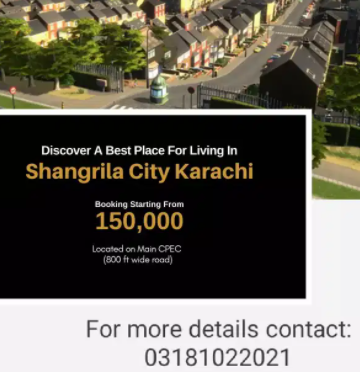 Discover A Best Place For Living In
Shangrila City Karachi
Booking Starting From
150,000
Located on Main CPEC
(800 ft wide road)
For more details contact:
03181022021